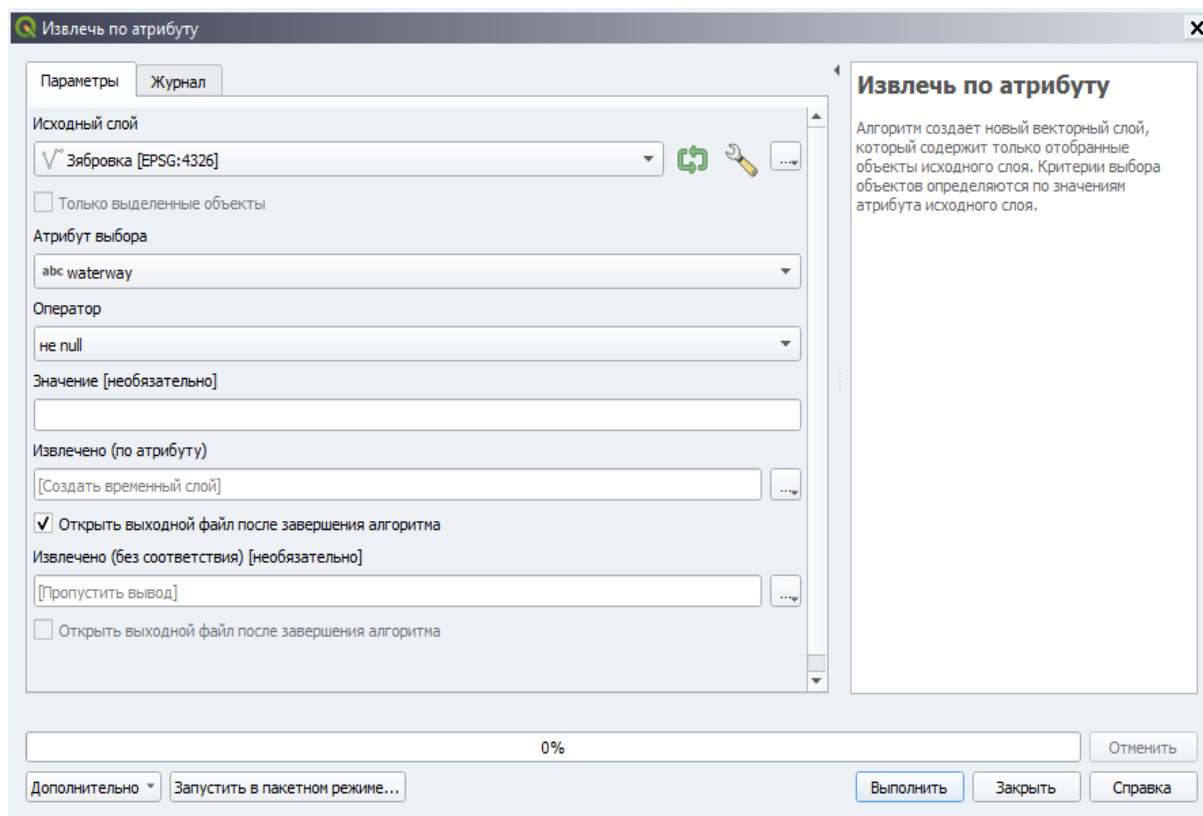 Извлечь по атрибуту
Параметры
Журнал
Исходный слой
Зябровка [EPSG:4326]
...
Только выделенные объекты
Атрибут выбора
abc waterway
Оператор
не null
Значение [необязательно]
Извлечено (по атрибуту)
[Создать временный слой]
...
Открыть выходной файл после завершения алгоритма
Извлечено (без соответствия) [необязательно]
[Пропустить вывод]
...
Открыть выходной файл после завершения алгоритма
Извлечь по атрибуту
Алгоритм создает новый векторный слой,
который содержит только отобранные
объекты исходного слоя. Критерии выбора
объектов определяются по значениям
атрибута исходного слоя.
0%
Отменить
Дополнительно
Запустить в пакетном режиме...
Выполнить
Закрыть
Справка